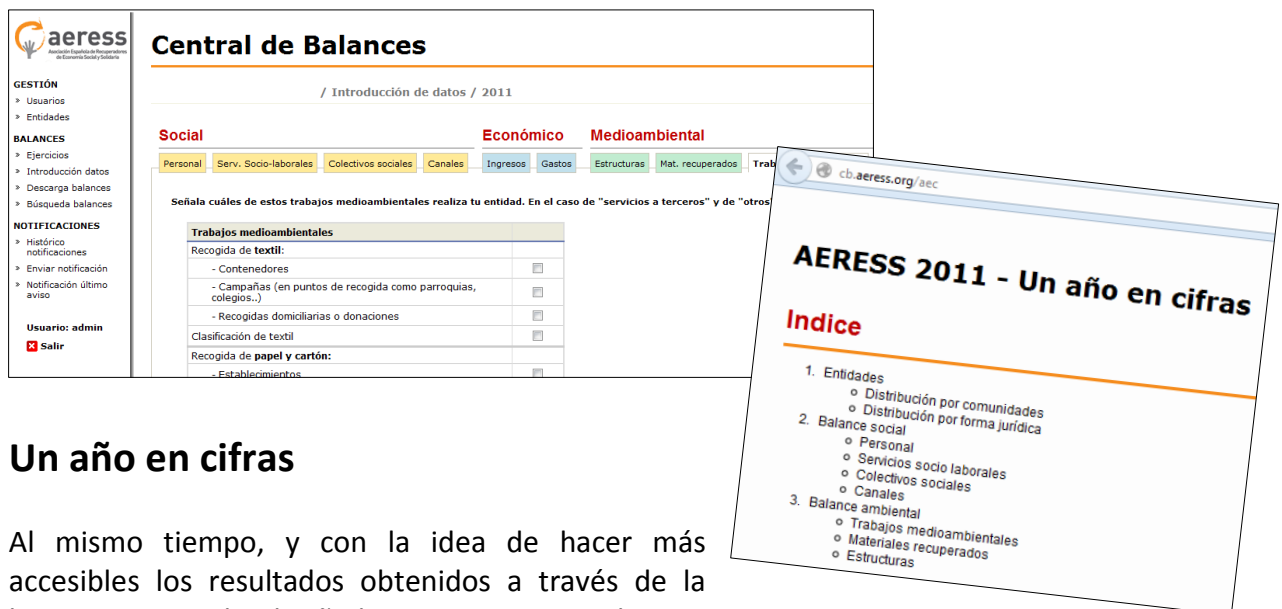 aeress
Asociación Española de Recuperadores
de Economía Social y Solidaria
GESTIÓN
» Usuarios
» Entidades
BALANCES
» Ejercicios
» Introducción datos
» Descarga balances
» Búsqueda balances
NOTIFICACIONES
» Histórico
notificaciones
» Enviar notificación
» Notificación último
aviso
Usuario: admin
Salir
Central de Balances
/ Introducción de datos / 2011
Social Económico Medioambiental
Personal Serv. Socio-laborales Colectivos sociales Canales Ingresos Gastos Estructuras Mat. recuperados Trab
Señala cuáles de estos trabajos medioambientales realiza tu entidad. En el caso de "servicios a terceros" y de "otros"
Trabajos medioambientales
Recogida de textil:
- Contenedores
- Campañas (en puntos de recogida como parroquias,
colegios..)
- Recogidas domiciliarias o donaciones
Clasificación de textil
Recogida de papel y cartón:
- Establecimientos
cb.aeress.org/aec
AERESS 2011 - Un año en cifras
Indice
1. Entidades
o Distribución por comunidades
o Distribución por forma jurídica
2. Balance social
o Personal
o Servicios socio laborales
o Colectivos sociales
o Canales
3. Balance ambiental
o Trabajos medioambientales
o Materiales recuperados
o Estructuras
Un año en cifras
Al mismo tiempo, y con la idea de hacer más
accesibles los resultados obtenidos a través de la